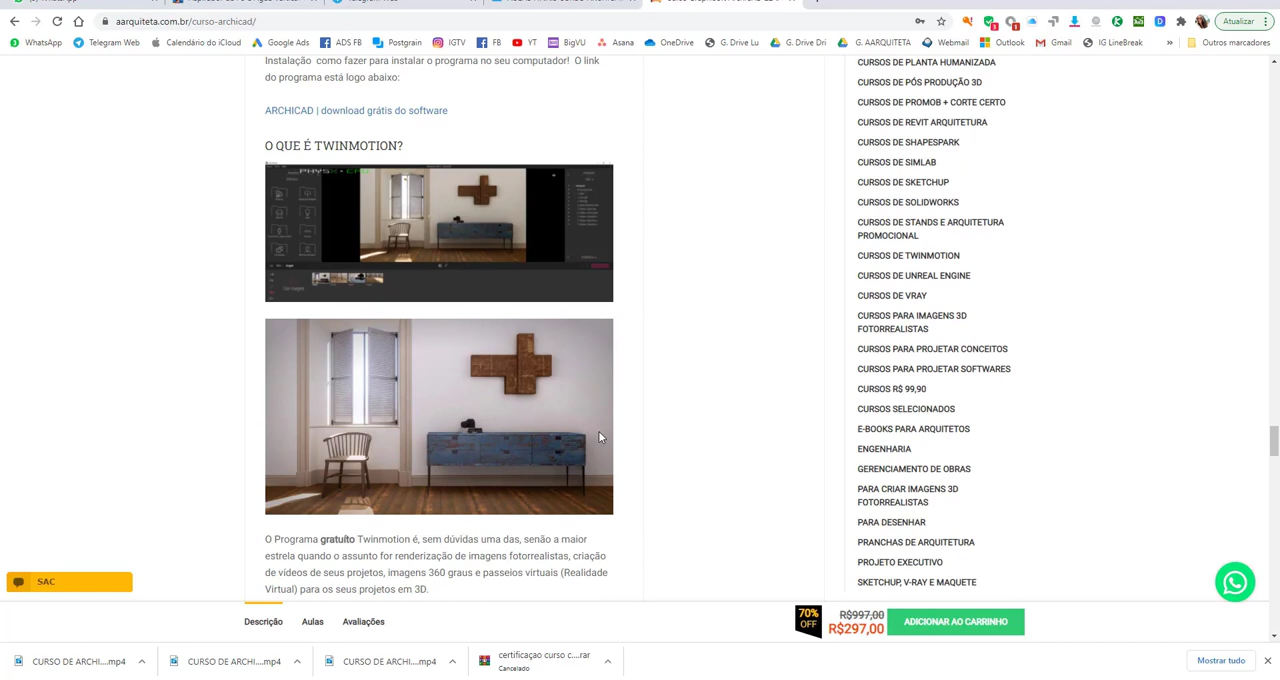 aarquiteta.com.br/curso-archicad/
Atualizar
WhatsApp Telegram Web Calendário do iCloud Google Ads ADS FB Postgrain IGTV FB YT BigVU Asana OneDrive G. Drive Lu G. Drive Dri G. AARQUITETA Webmail Outlook Gmail IG LineBreak » Outros marcadores
Instalação como fazer para instalar o programa no seu computador! O link
do programa está logo abaixo:
ARCHICAD | download grátis do software
O QUE É TWINMOTION?
O Programa gratuíto Twinmotion é, sem dúvidas uma das, senão a maior
estrela quando o assunto for renderização de imagens fotorrealistas, criação
de vídeos de seus projetos, imagens 360 graus e passeios virtuais (Realidade
Virtual) para os seus projetos em 3D.
CURSOS DE PLANTA HUMANIZADA
CURSOS DE PÓS PRODUÇÃO 3D
CURSOS DE PROMOB + CORTE CERTO
CURSOS DE REVIT ARQUITETURA
CURSOS DE SHAPESPARK
CURSOS DE SIMLAB
CURSOS DE SKETCHUP
CURSOS DE SOLIDWORKS
CURSOS DE STANDS E ARQUITETURA
PROMOCIONAL
CURSOS DE TWINMOTION
CURSOS DE UNREAL ENGINE
CURSOS DE VRAY
CURSOS PARA IMAGENS 3D
FOTORREALISTAS
CURSOS PARA PROJETAR CONCEITOS
CURSOS PARA PROJETAR SOFTWARES
CURSOS R$ 99,90
CURSOS SELECIONADOS
E-BOOKS PARA ARQUITETOS
ENGENHARIA
GERENCIAMENTO DE OBRAS
PARA CRIAR IMAGENS 3D
FOTORREALISTAS
PARA DESENHAR
PRANCHAS DE ARQUITETURA
PROJETO EXECUTIVO
SKETCHUP, V-RAY E MAQUETE
SAC
Descrição Aulas Avaliações
70%
OFF
R$997,00
R$297,00
ADICIONAR AO CARRINHO
CURSO DE ARCHI....mp4
CURSO DE ARCHI....mp4
CURSO DE ARCHI....mp4
certificaçao curso c....rar
Cancelado
Mostrar tudo